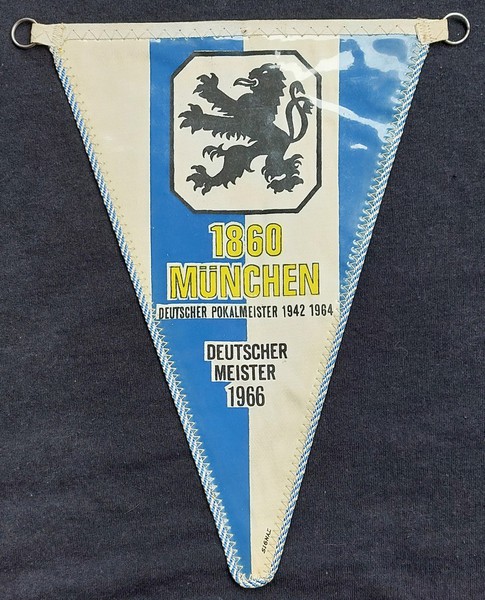 1860
MÜNCHEN
DEUTSCHER POKALMEISTER 1942 1964
DEUTSCHER
MEISTER
1966